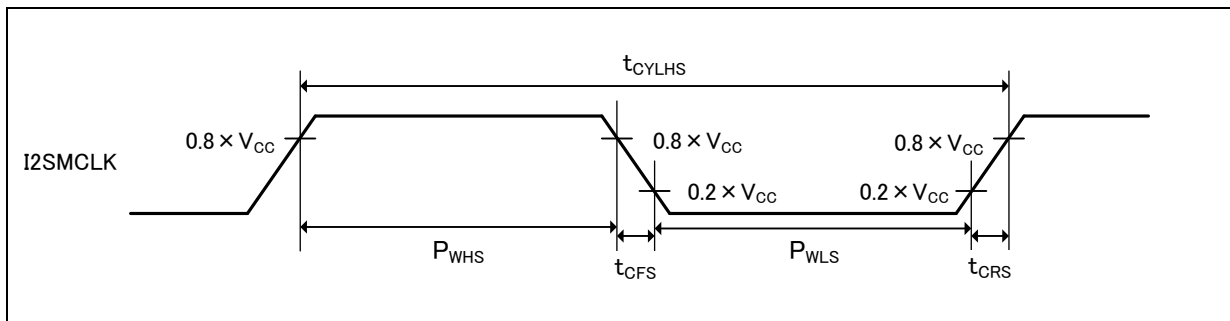 tCYLHS
0.8 × VCC
0.8 × VCC
0.8 × VCC
I2SMCLK
0.2 × VCC
0.2 × VCC
PWHS
tCFS
PWLS
tCRS